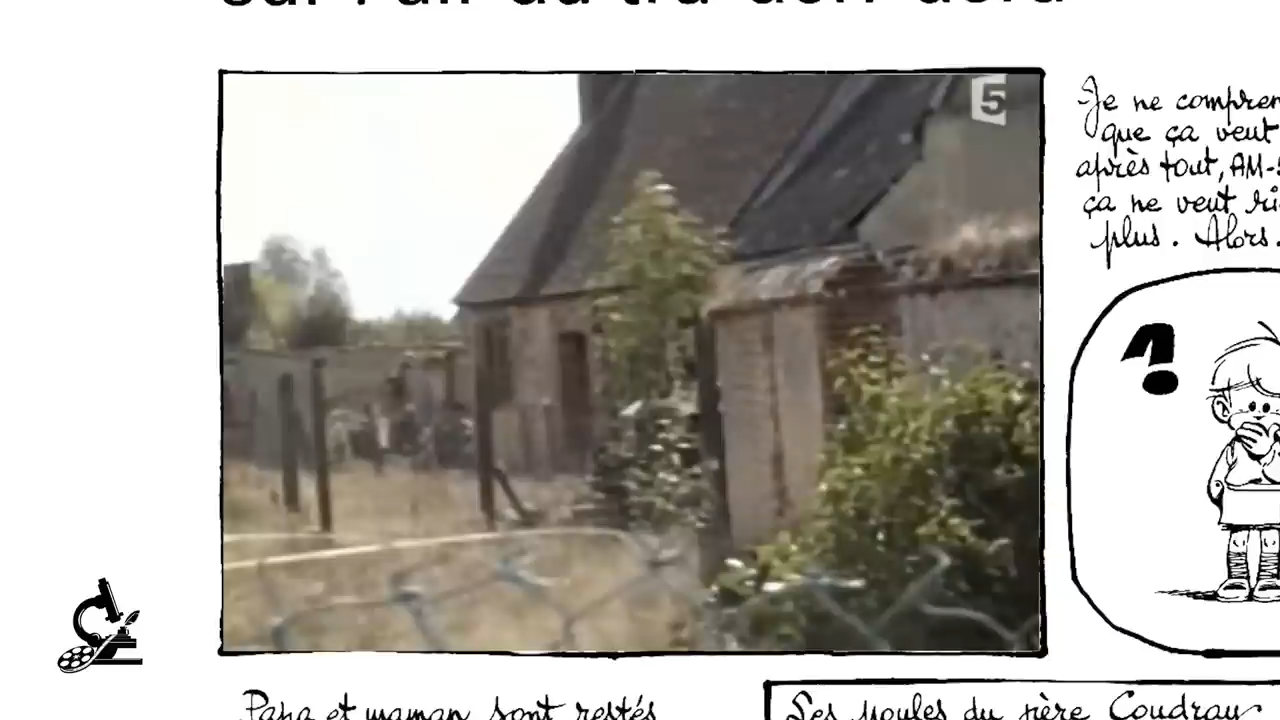 5
Je ne compren
que ça veut
après tout, AM-
ça ne veut
plus. Alors.
?
Papa et maman sont restés
Les poules du père Coudray